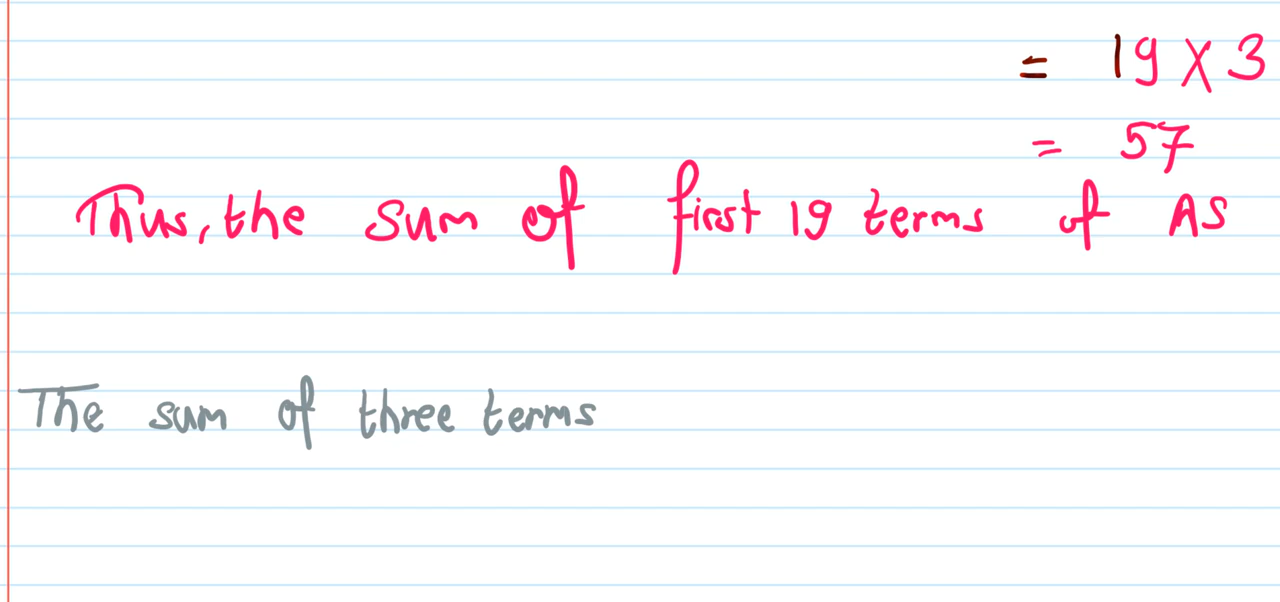 = 19 X 3
= 57
Thus, the sum of first 19 terms of AS
The sum of three terms